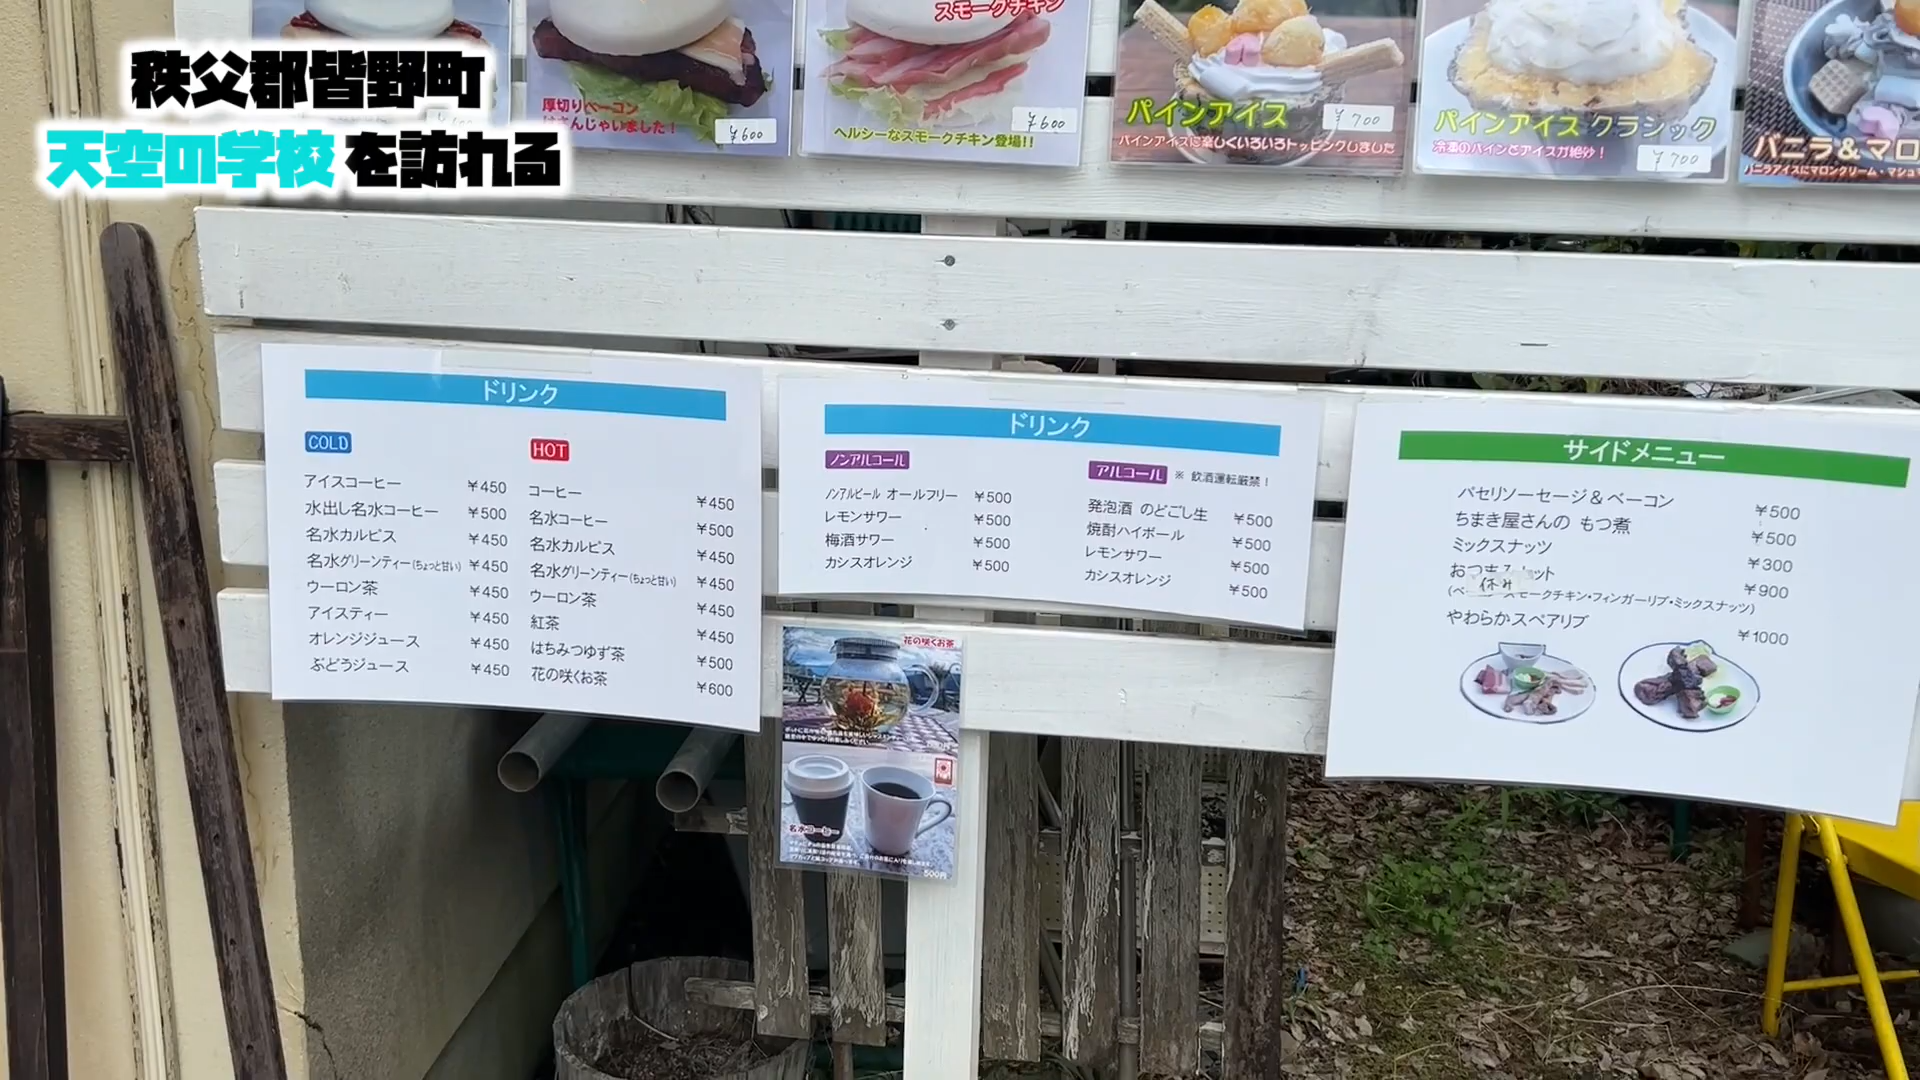 秩父郡皆野町
天空の学校を訪れる
スモークチキン
厚切りベーコン
はさんじゃいました！
¥600
ヘルシーなスモークチキン登場!!
¥600
パインアイス
¥700
パインアイスに楽しくいろいろトッピングしました
パインアイス クラシック
冷凍のパインとアイスが絶妙！
¥700
バニラ＆マロ
バニラアイスにマロンクリーム・マシュマ
ドリンク
COLD
アイスコーヒー ¥450
水出し名水コーヒー ¥500
名水カルピス ¥450
名水グリーンティー(ちょっと甘い) ¥450
ウーロン茶 ¥450
アイスティー ¥450
オレンジジュース ¥450
ぶどうジュース ¥450
HOT
コーヒー ¥450
名水コーヒー ¥500
名水カルピス ¥450
名水グリーンティー(ちょっと甘い) ¥450
ウーロン茶 ¥450
紅茶 ¥450
はちみつゆず茶 ¥500
花の咲くお茶 ¥600
ドリンク
ノンアルコール
ノンアルビール オールフリー ¥500
レモンサワー ¥500
梅酒サワー ¥500
カシスオレンジ ¥500
アルコール ※ 飲酒運転厳禁！
発泡酒 のどごし生 ¥500
焼酎ハイボール ¥500
レモンサワー ¥500
カシスオレンジ ¥500
サイドメニュー
パセリソーセージ＆ベーコン ¥500
ちまき屋さんの もつ煮 ¥500
ミックスナッツ ¥300
おつまみセット ¥900
休み
スモークチキン・フィンガーリブ・ミックスナッツ)
やわらかスペアリブ ¥1000
花の咲くお茶
名水コーヒー
500円